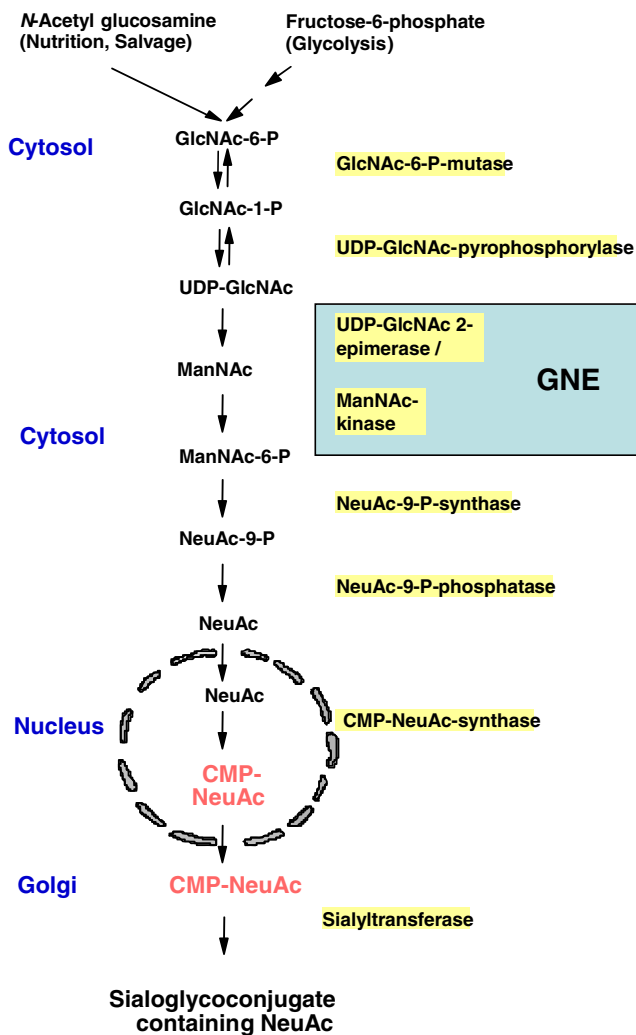 N-Acetyl glucosamine
(Nutrition, Salvage)
Fructose-6-phosphate
(Glycolysis)
Cytosol
GlcNAc-6-P
GlcNAc-6-P-mutase
GlcNAc-1-P
UDP-GlcNAc-pyrophosphorylase
UDP-GlcNAc
UDP-GlcNAc 2-
epimerase /
GNE
ManNAc
ManNAc-
kinase
Cytosol
ManNAc-6-P
NeuAc-9-P-synthase
NeuAc-9-P
NeuAc-9-P-phosphatase
NeuAc
NeuAc
Nucleus
CMP-NeuAc-synthase
CMP-
NeuAc
Golgi
CMP-NeuAc
Sialyltransferase
Sialoglycoconjugate
containing NeuAc